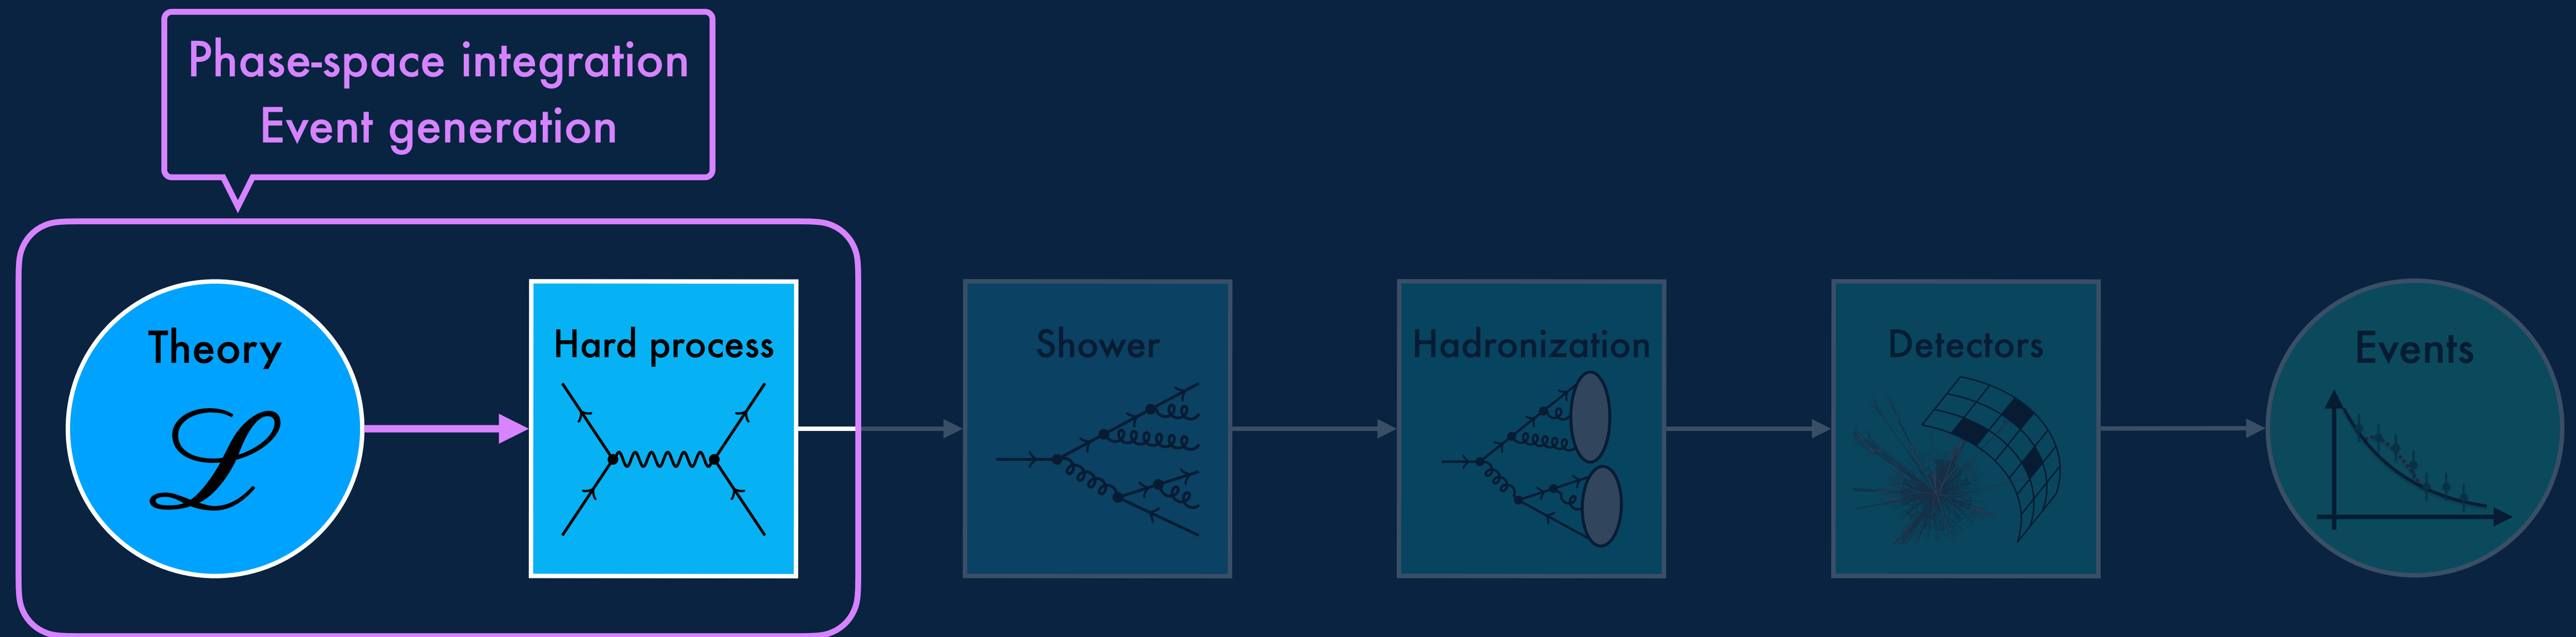 Phase-space integration
Event generation
Theory
ℒ
Hard process
Shower
Hadronization
Detectors
Events